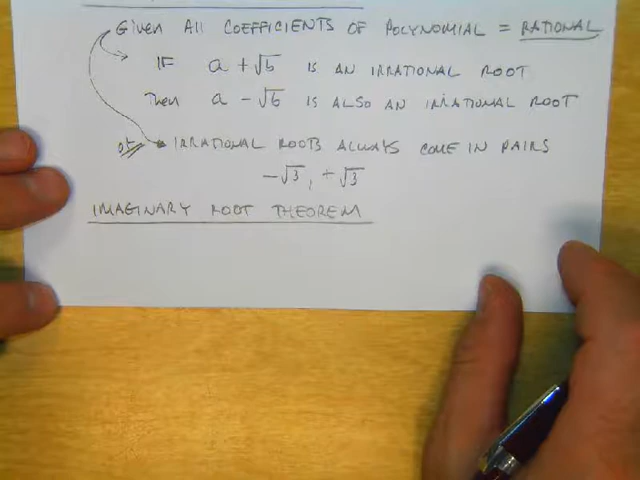 Given All COEFFICIENTS OF POLYNOMIAL = RATIONAL
IF a + √b IS AN IRRATIONAL ROOT
Then a - √b IS ALSO AN IRRATIONAL ROOT
IRRATIONAL ROOTS ALWAYS COME IN PAIRS
-√3, +√3
IMAGINARY ROOT THEOREM